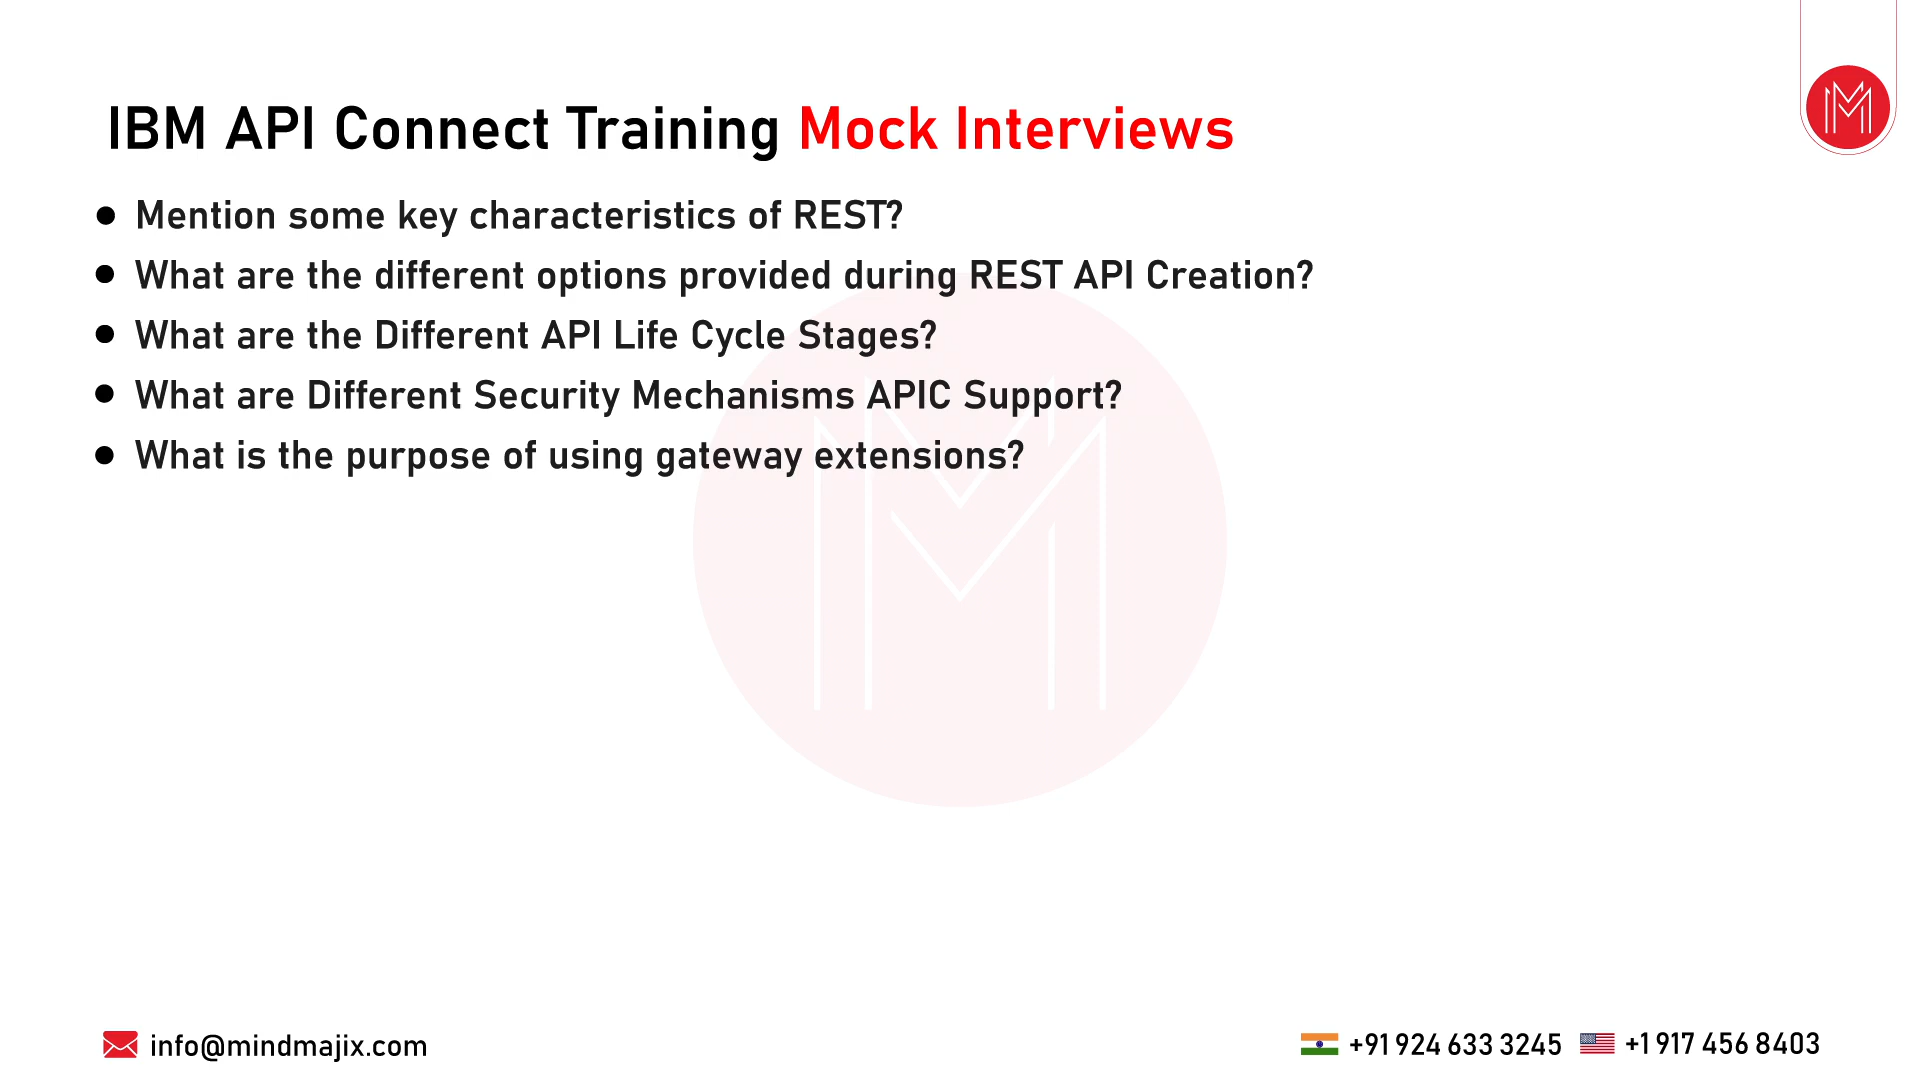 IBM API Connect Training Mock Interviews
● Mention some key characteristics of REST?
● What are the different options provided during REST API Creation?
● What are the Different API Life Cycle Stages?
● What are Different Security Mechanisms APIC Support?
● What is the purpose of using gateway extensions?
info@mindmajix.com
+91 924 633 3245
+1 917 456 8403